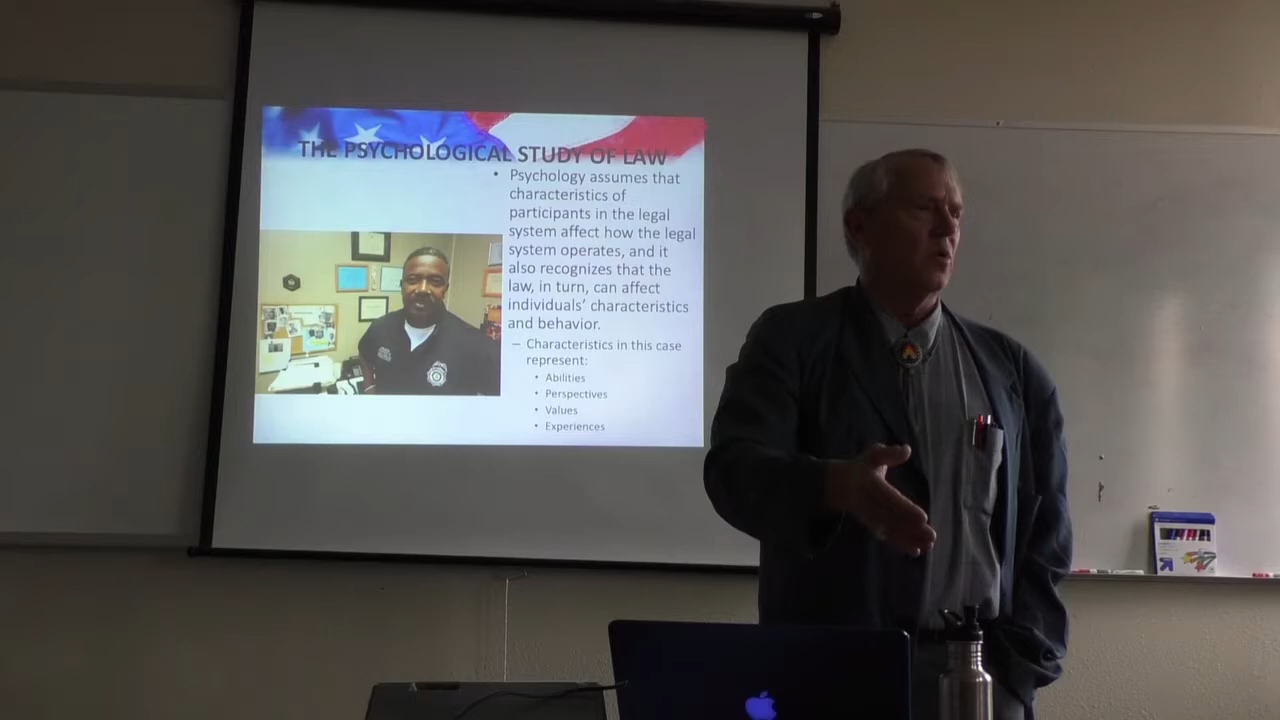 THE PSYCHOLOGICAL STUDY OF LAW
• Psychology assumes that
characteristics of
participants in the legal
system affect how the legal
system operates, and it
also recognizes that the
law, in turn, can affect
individuals’ characteristics
and behavior.
– Characteristics in this case
represent:
• Abilities
• Perspectives
• Values
• Experiences